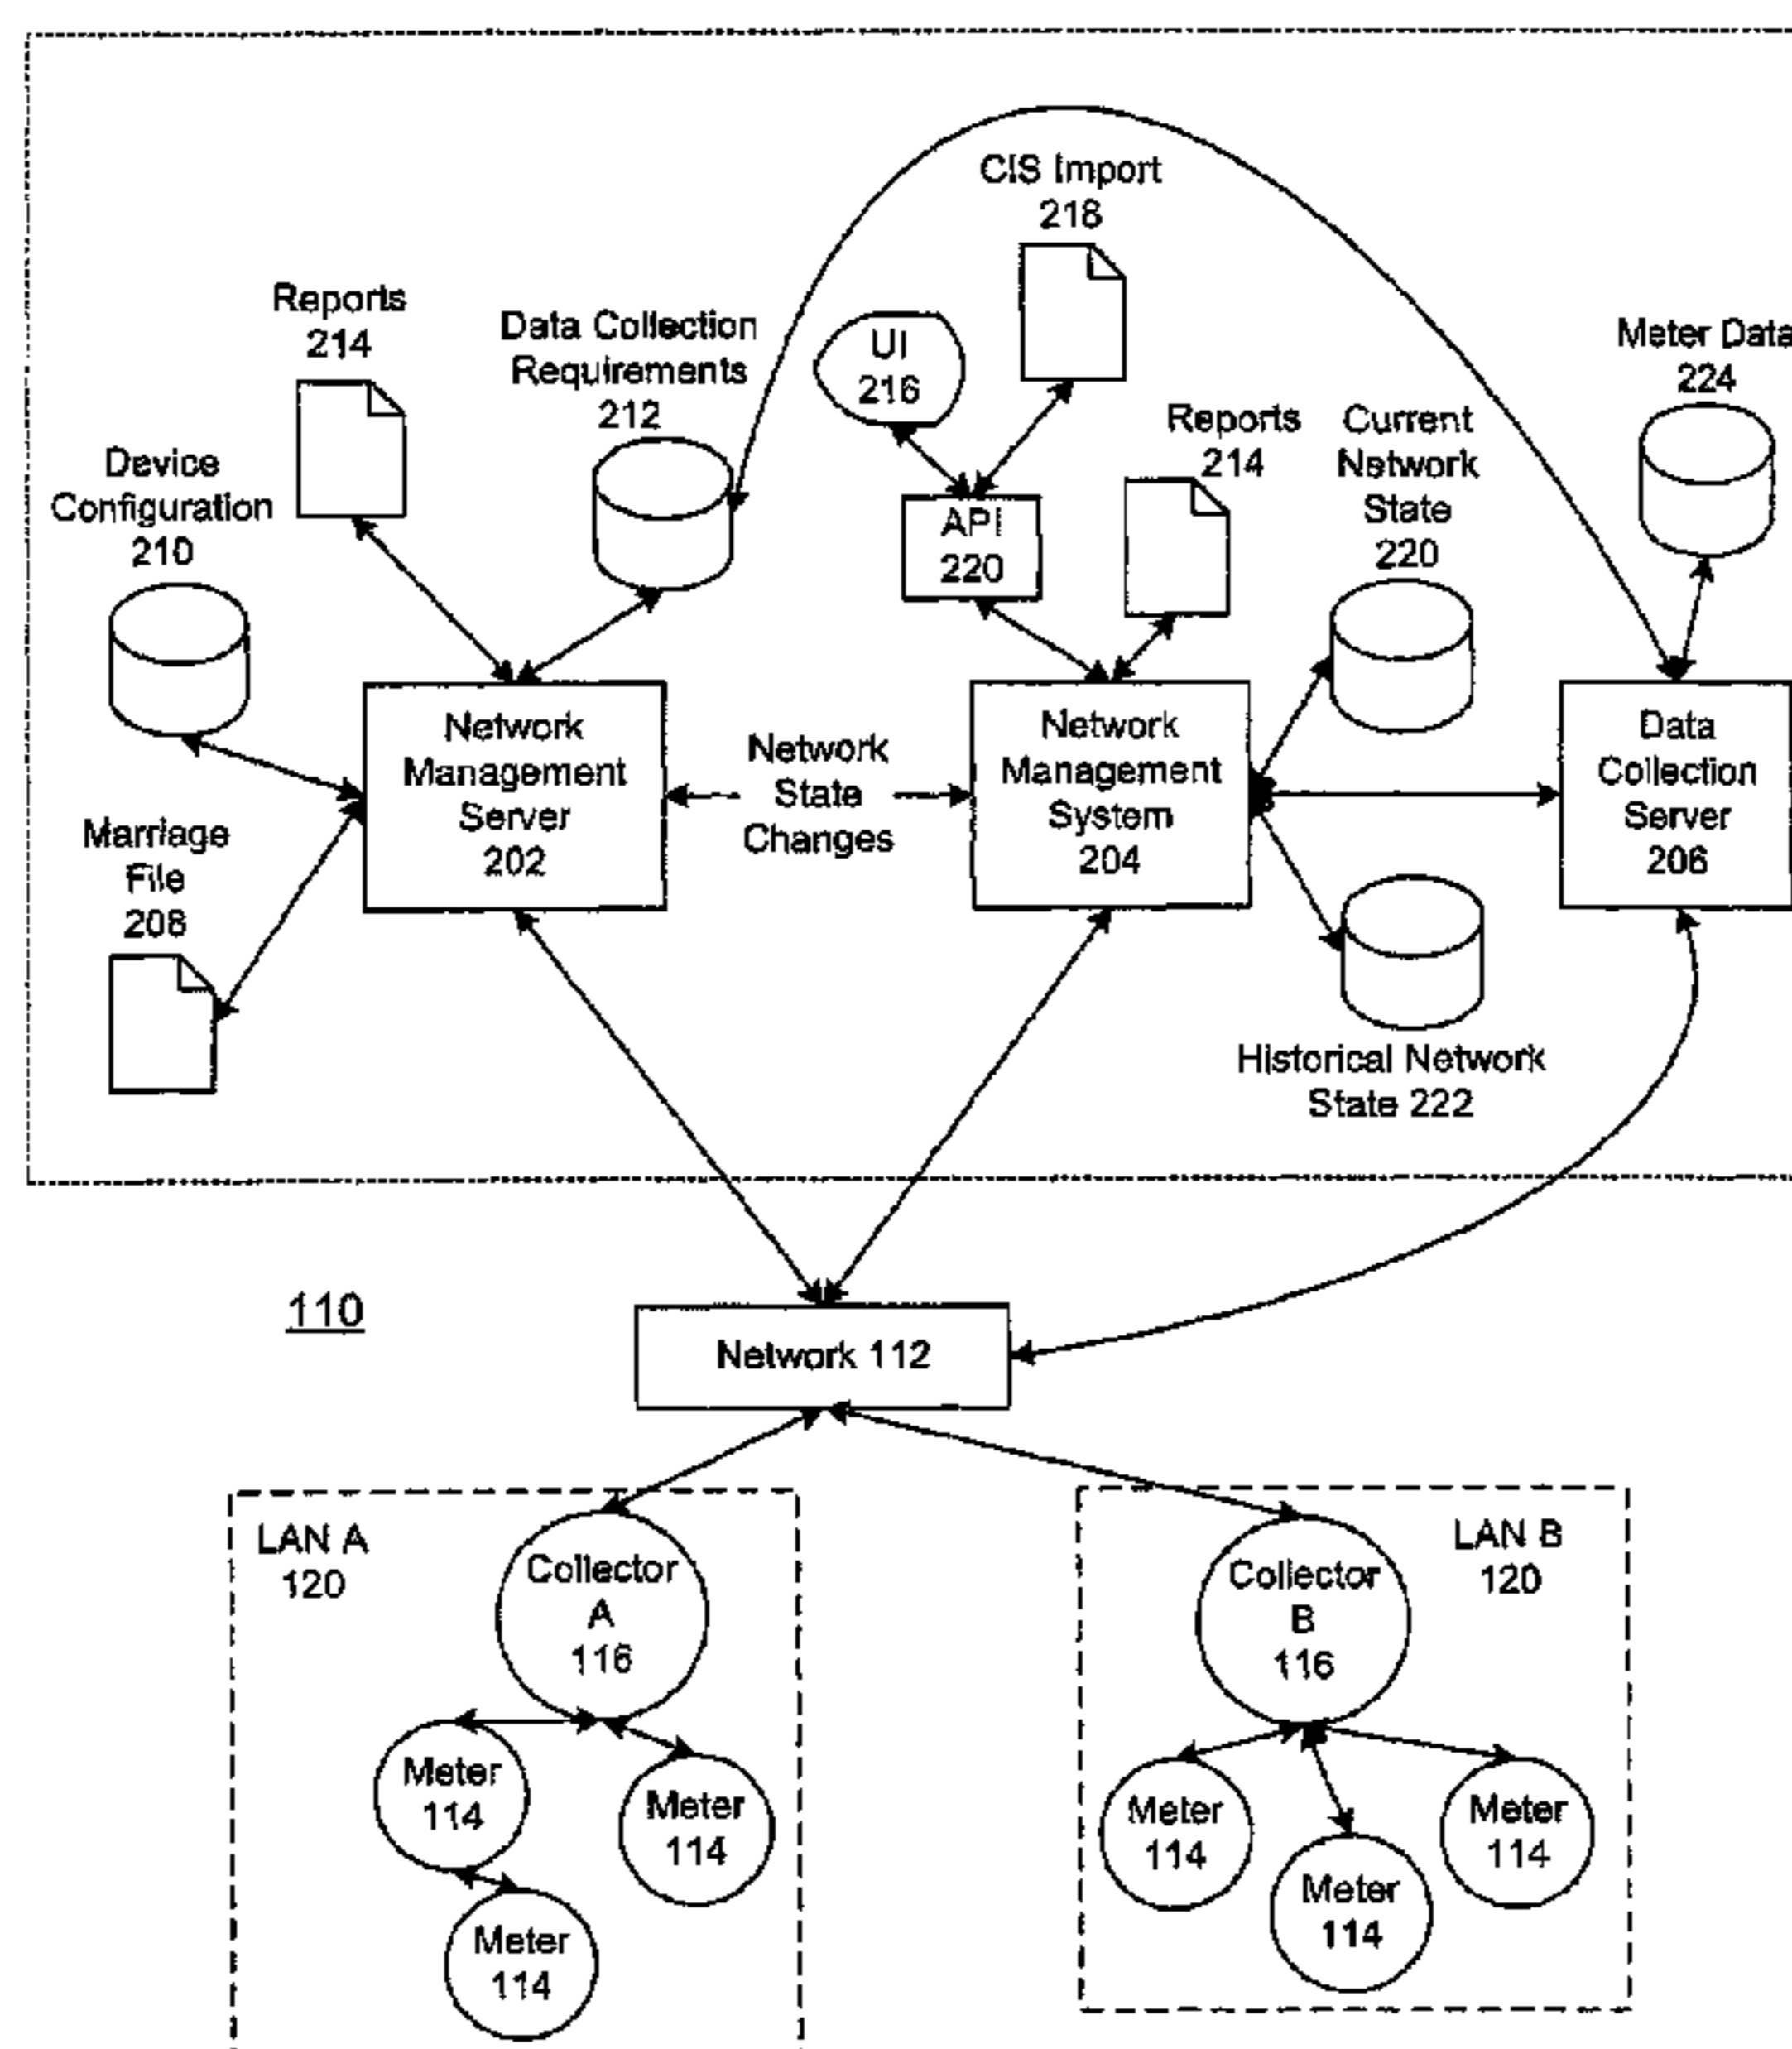 CIS Import
218
Reports
214
Data Collection
Requirements
212
UI
216
Meter Data
224
Reports
214
Current
Network
State
220
Device
Configuration
210
API
220
Network
Management
Server
202
Network
State
Changes
Network
Management
System
204
Data
Collection
Server
206
Marriage
File
208
Historical Network
State 222
110
Network 112
LAN A
120
Collector
A
116
LAN B
120
Collector
B
116
Meter
114
Meter
114
Meter
114
Meter
114
Meter
114
Meter
114